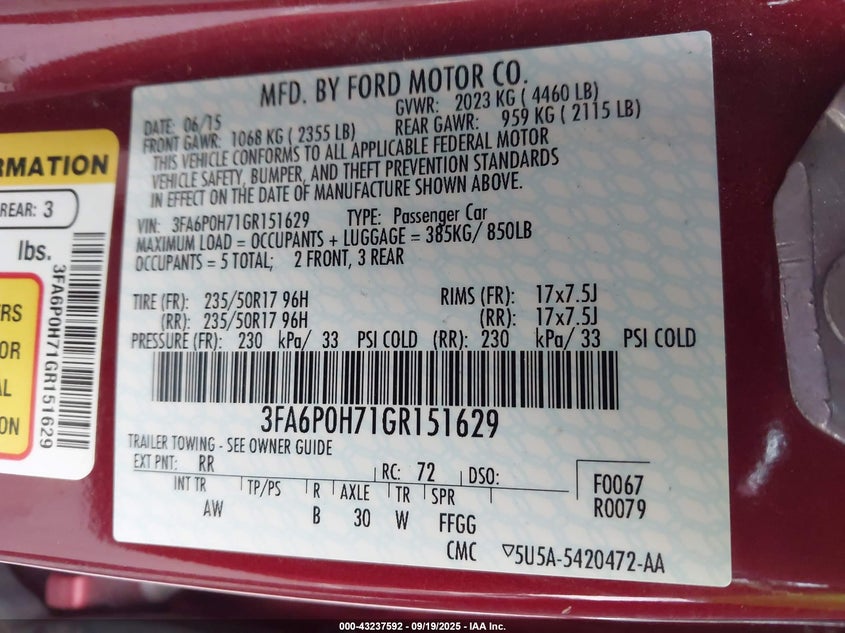 MFD. BY FORD MOTOR CO.
DATE: 06/15 GVWR: 2023 KG ( 4460 LB)
FRONT GAWR: 1068 KG ( 2355 LB) REAR GAWR: 959 KG ( 2115 LB)
THIS VEHICLE CONFORMS TO ALL APPLICABLE FEDERAL MOTOR
VEHICLE SAFETY, BUMPER, AND THEFT PREVENTION STANDARDS
IN EFFECT ON THE DATE OF MANUFACTURE SHOWN ABOVE.
VIN: 3FA6P0H71GR151629 TYPE: Passenger Car
MAXIMUM LOAD = OCCUPANTS + LUGGAGE = 385KG/ 850LB
OCCUPANTS = 5 TOTAL; 2 FRONT, 3 REAR
TIRE (FR): 235/50R17 96H RIMS (FR): 17x7.5J
(RR): 235/50R17 96H (RR): 17x7.5J
PRESSURE (FR): 230 kPa/ 33 PSI COLD (RR): 230 kPa/ 33 PSI COLD
3FA6P0H71GR151629
TRAILER TOWING - SEE OWNER GUIDE
EXT PNT: RR RC: 72 DSO: F0067
INT TR TP/PS R AXLE TR SPR R0079
AW B 30 W FFGG
CMC ▽5U5A-5420472-AA
RMATION
REAR: 3
lbs.
ERS
OR
AL
ON
3FA6P0H71GR151629
000-43237592 - 09/19/2025 - IAA Inc.